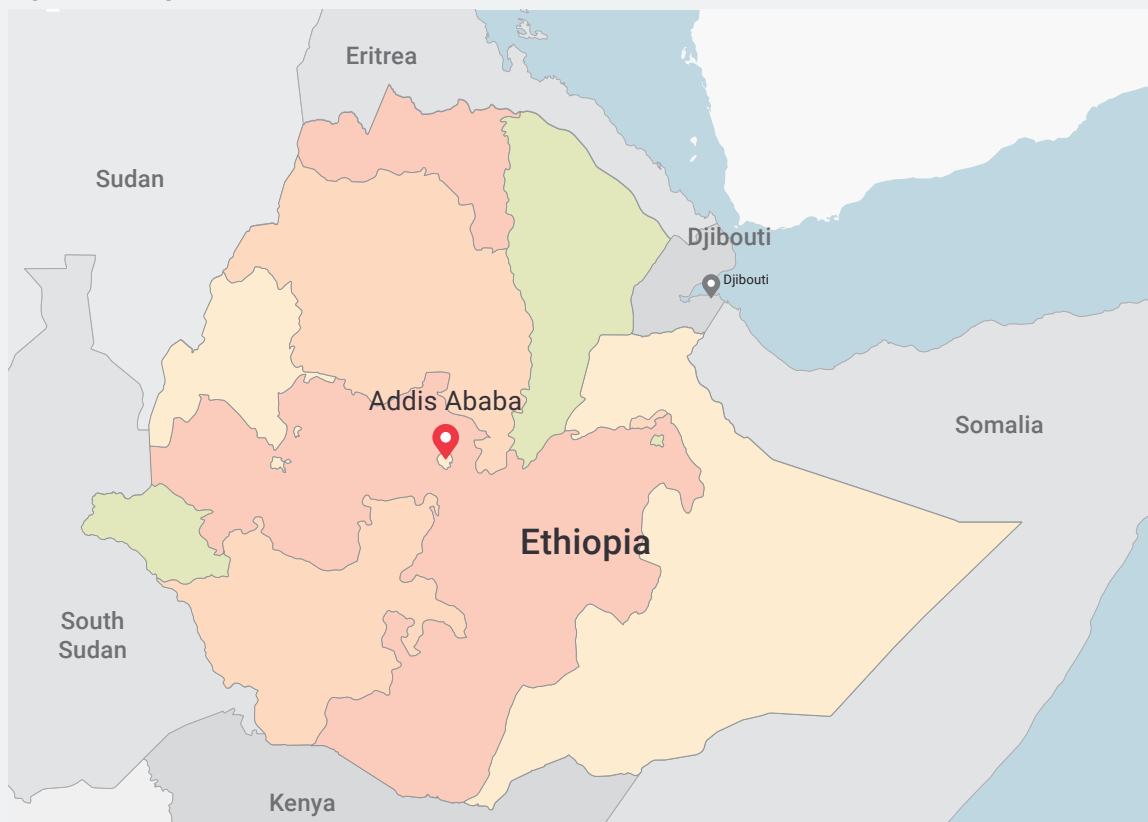 Eritrea
Sudan
Djibouti
Djibouti
Addis Ababa
Somalia
Ethiopia
South
Sudan
Kenya